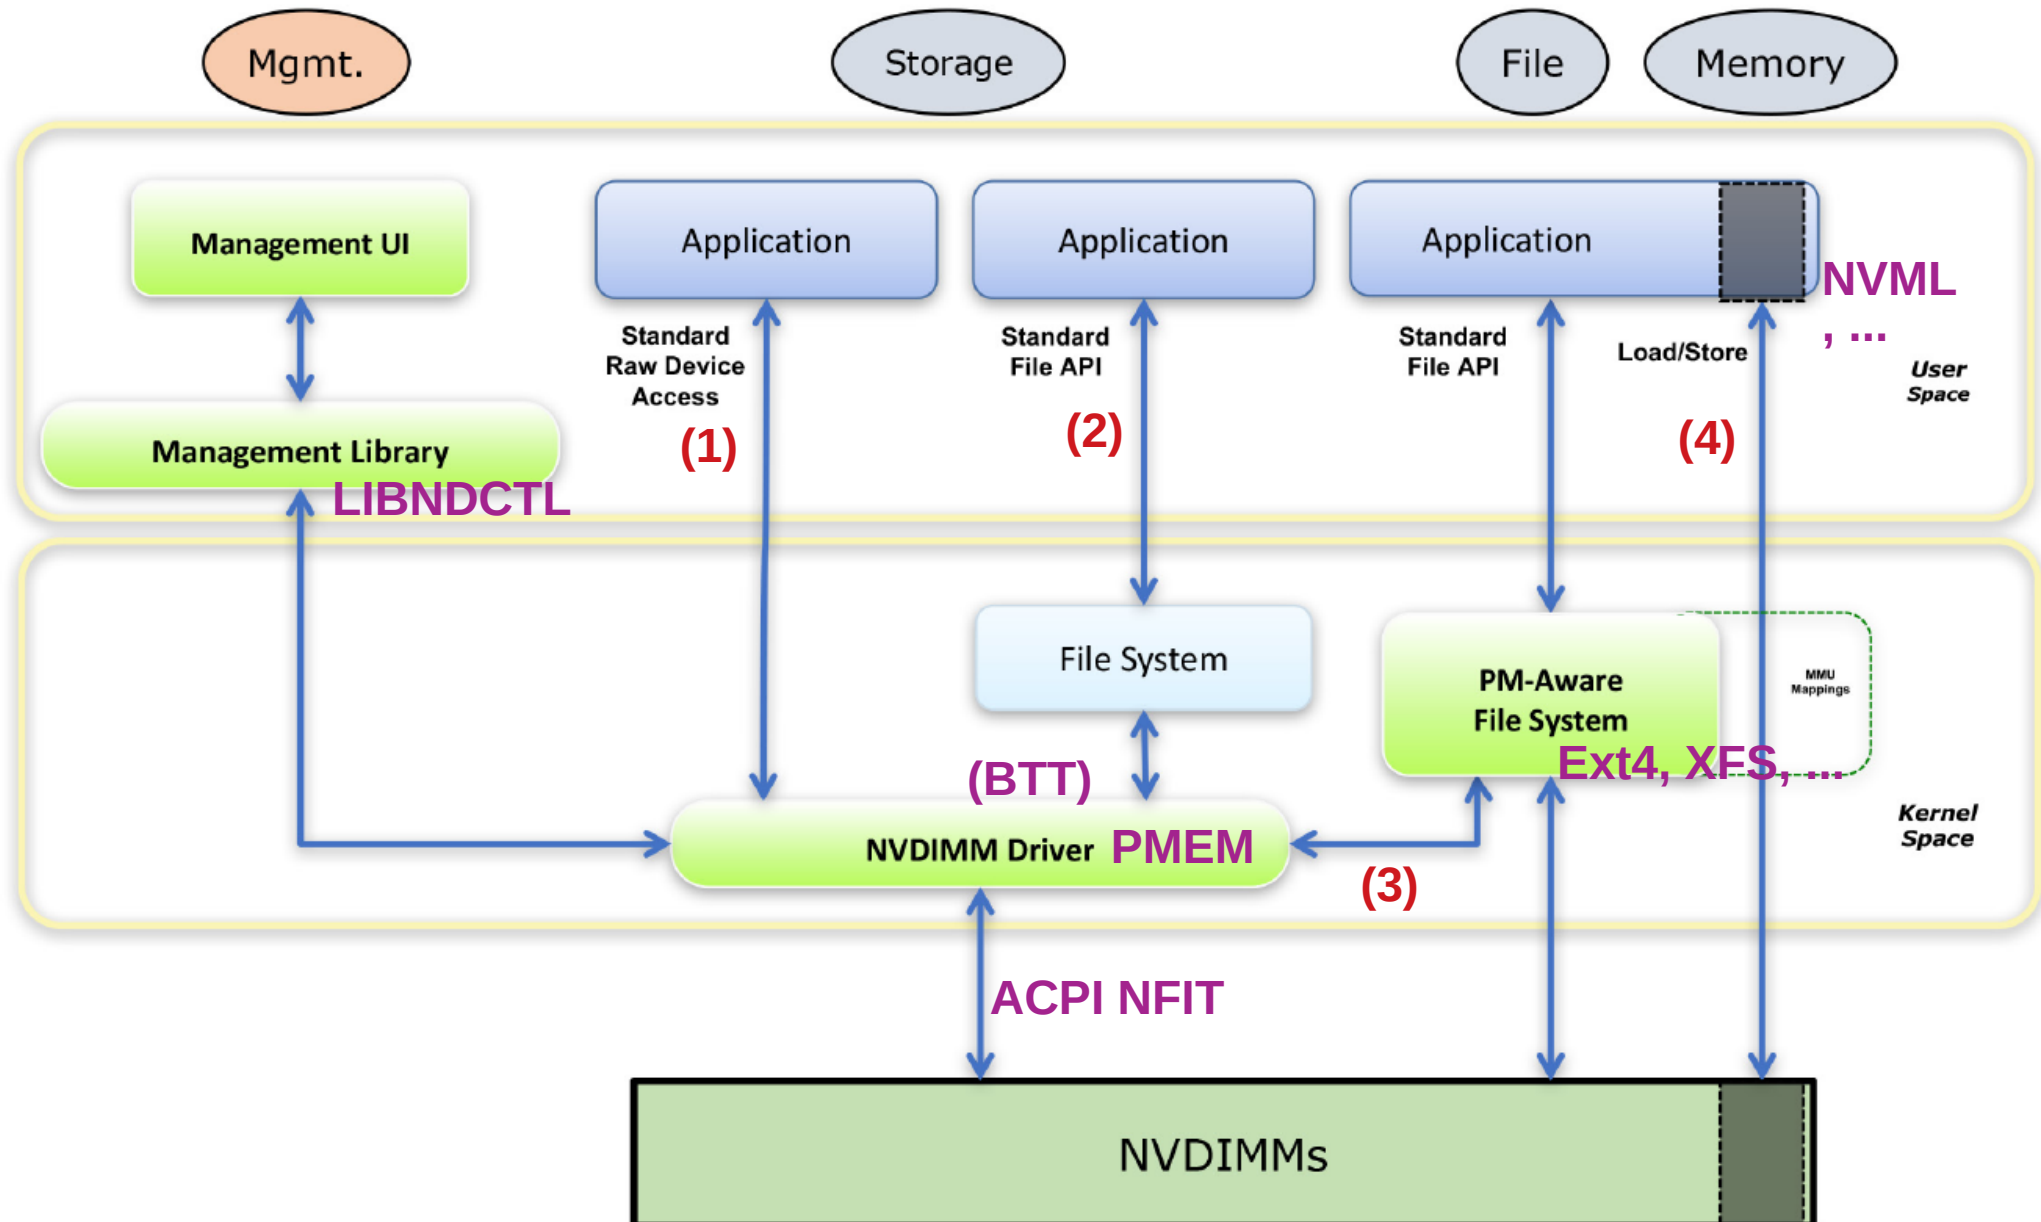 Mgmt.
Storage
File
Memory
Management UI
Application
Application
Application
NVML
, ...
Standard
Raw Device
Access
Standard
File API
Standard
File API
Load/Store
User
Space
(1)
(2)
(4)
Management Library
LIBNDCTL
File System
PM-Aware
File System
MMU
Mappings
Ext4, XFS, ...
(BTT)
NVDIMM Driver PMEM
(3)
Kernel
Space
ACPI NFIT
NVDIMMs